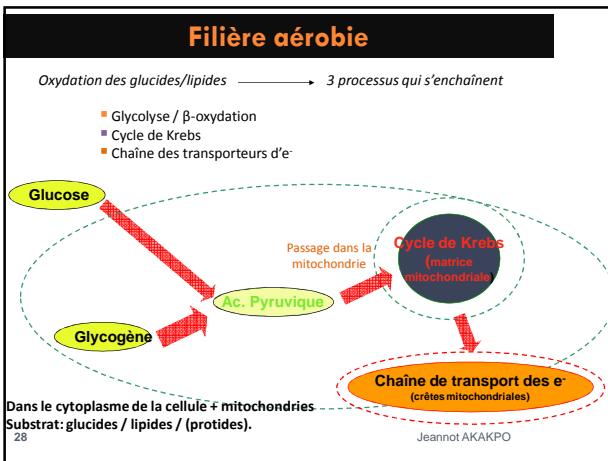 Filière aérobie
Oxydation des glucides/lipides
3 processus qui s'enchaînent
Glycolyse / β-oxydation
Cycle de Krebs
Chaîne des transporteurs d'e⁻
Glucose
Passage dans la
mitochondrie
Cycle de Krebs
(matrice
mitochondriale)
Ac. Pyruvique
Glycogène
Chaîne de transport des e⁻
(crêtes mitochondriales)
Dans le cytoplasme de la cellule + mitochondries
Substrat: glucides / lipides / (protides).
28
Jeannot AKAKPO